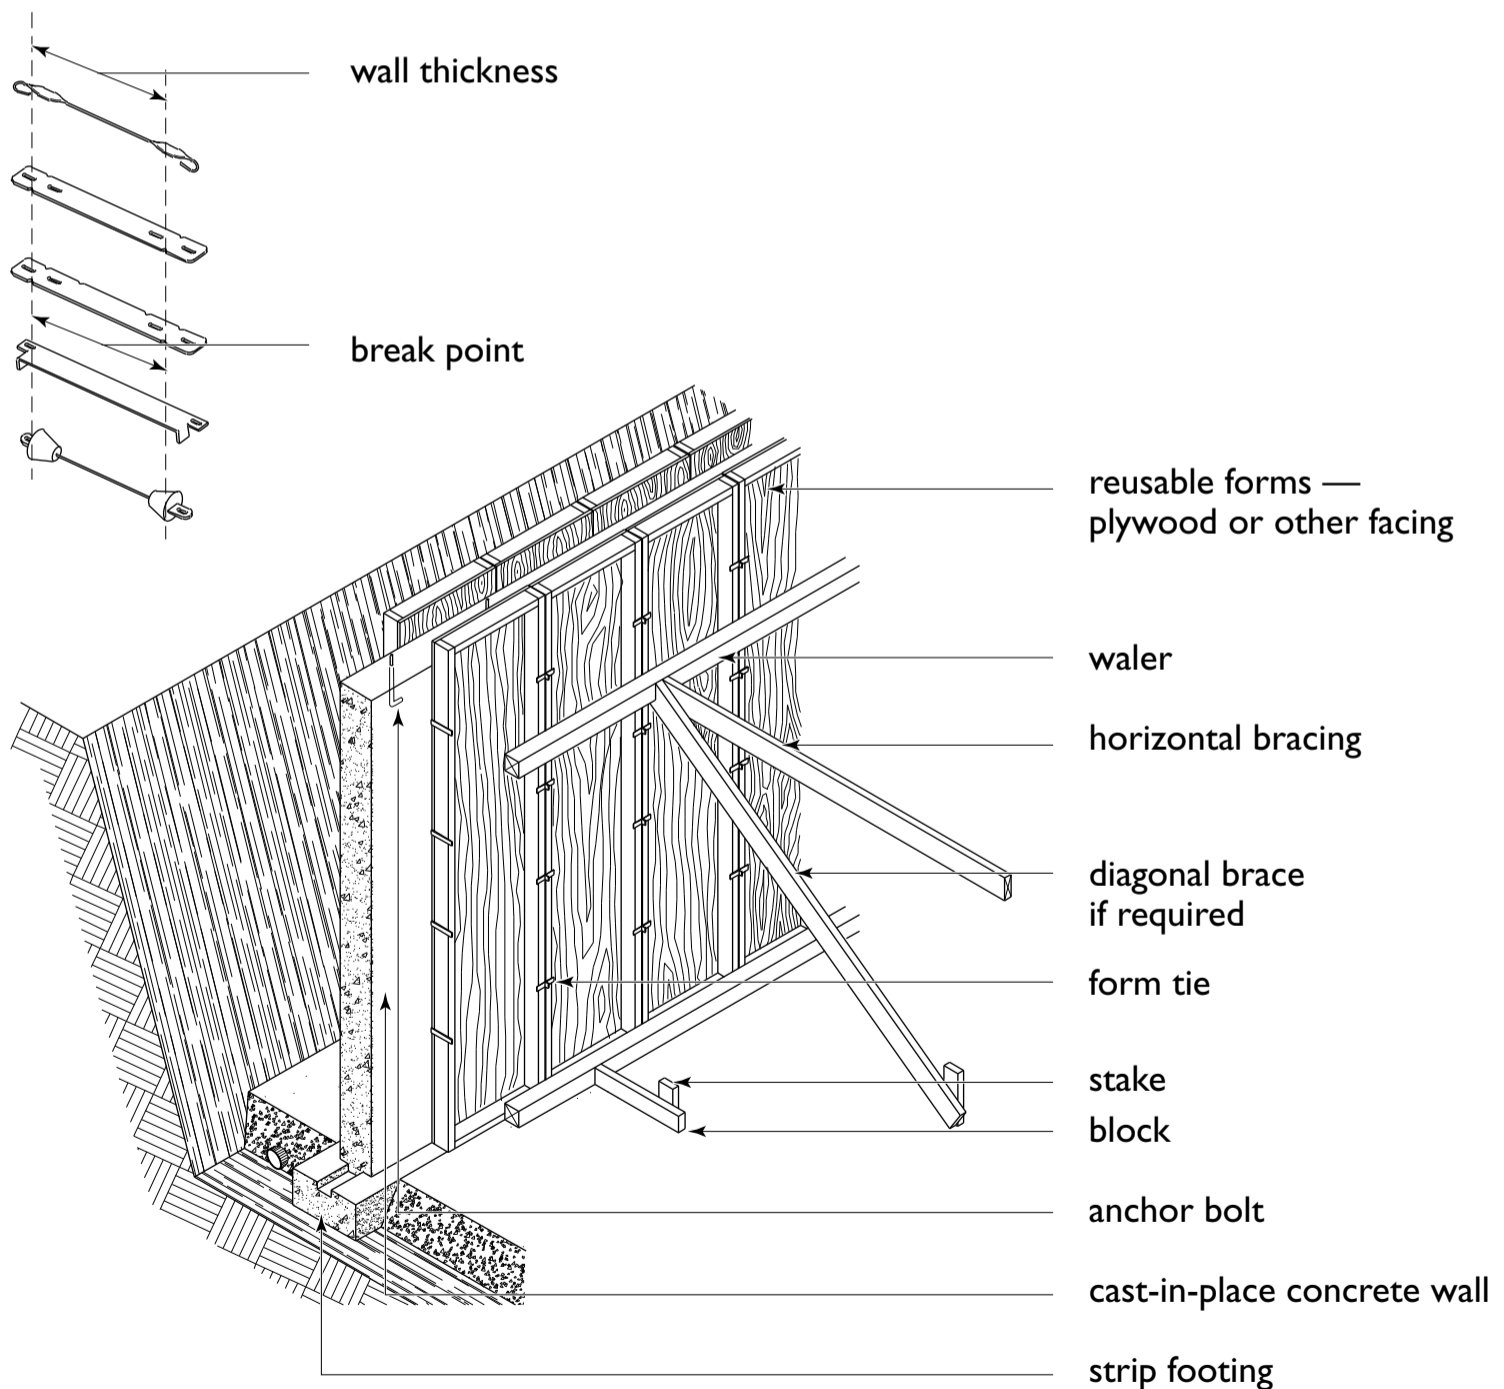 wall thickness
break point
reusable forms —
plywood or other facing
waler
horizontal bracing
diagonal brace
if required
form tie
stake
block
anchor bolt
cast-in-place concrete wall
strip footing